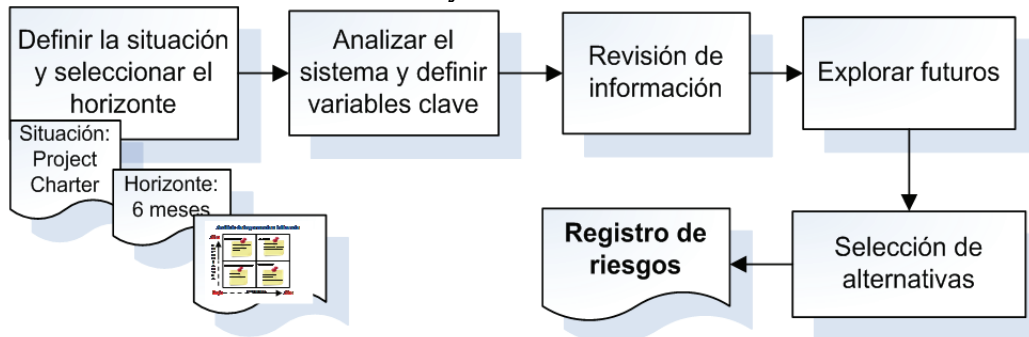 Definir la situación
y seleccionar el
horizonte
Analizar el
sistema y definir
variables clave
Revisión de
información
Explorar futuros
Situación:
Project
Charter
Horizonte:
6 meses
Registro de
riesgos
Selección de
alternativas